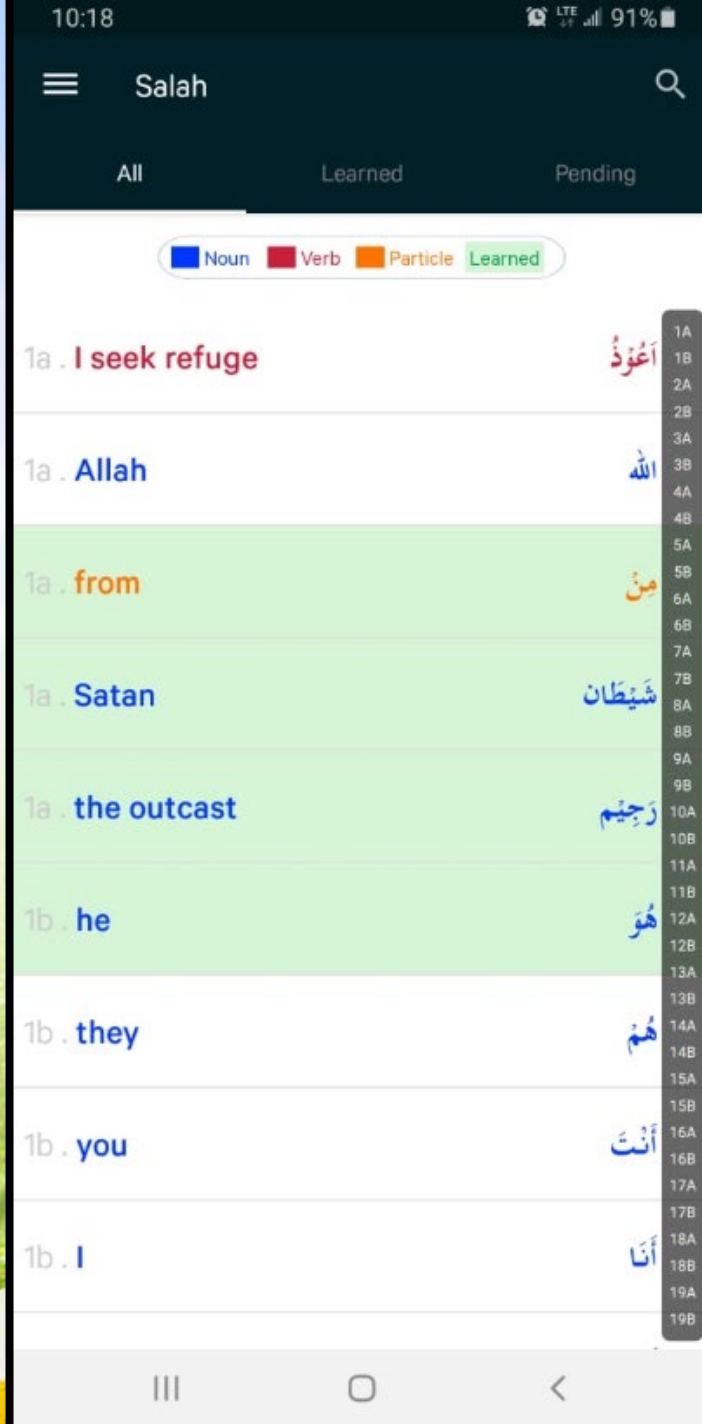 10:18 LTE 91%
Salah
All Learned Pending
Noun Verb Particle Learned
1a . I seek refuge اَعُوْذُ
1a . Allah الله
1a . from مِنْ
1a . Satan شَيْطَان
1a . the outcast رَجِيْم
1b . he هُوَ
1b . they هُمْ
1b . you أَنْتَ
1b . I أَنَا
1A
1B
2A
2B
3A
3B
4A
4B
5A
5B
6A
6B
7A
7B
8A
8B
9A
9B
10A
10B
11A
11B
12A
12B
13A
13B
14A
14B
15A
15B
16A
16B
17A
17B
18A
18B
19A
19B